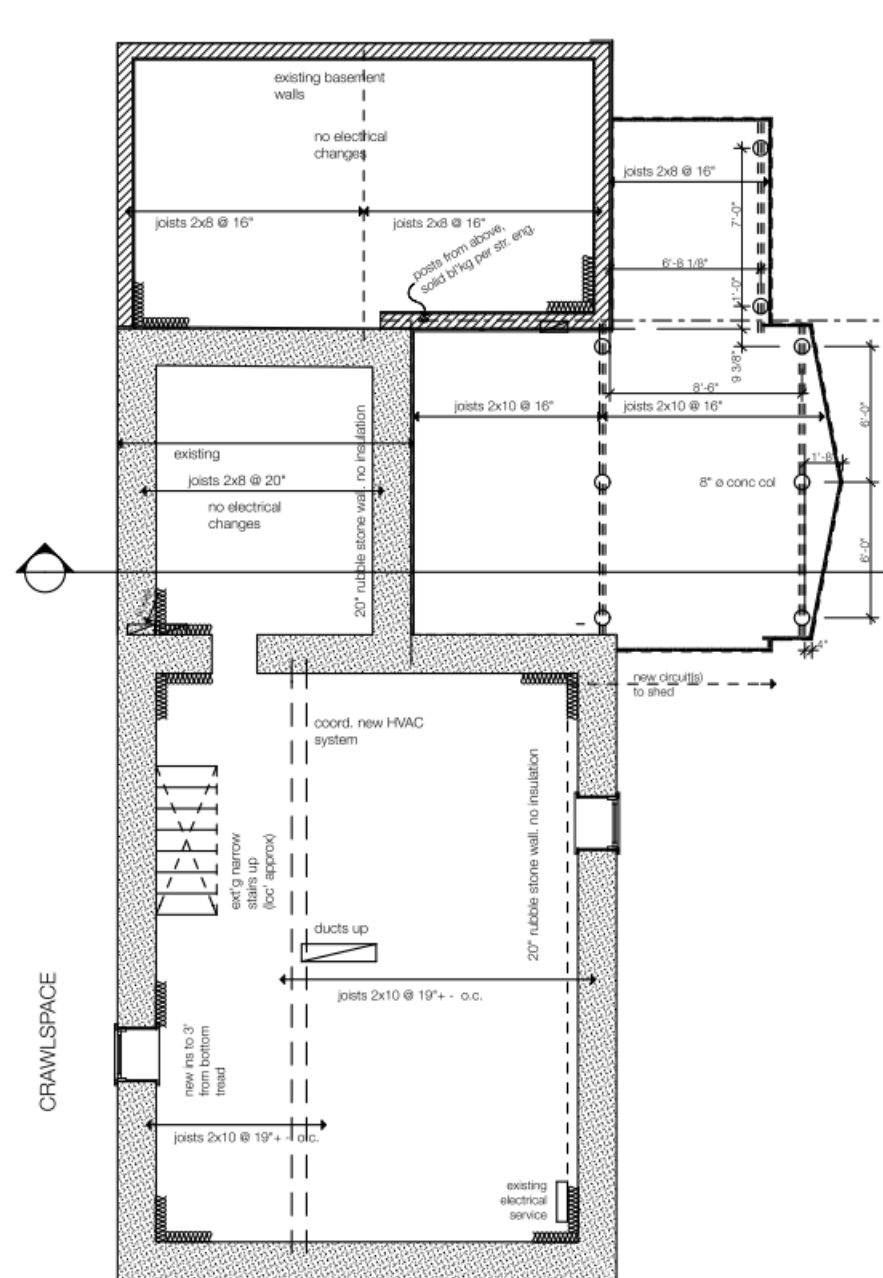 existing basement
walls
no electrical
changes
joists 2x8 @ 16"
joists 2x8 @ 16"
posts from above,
solid bl'kg per str. eng.
joists 2x8 @ 16"
7'-0"
6'-8 1/8"
1'-0"
9 3/8"
8'-6"
joists 2x10 @ 16"
joists 2x10 @ 16"
6'-0"
1'-8"
8" ø conc col
6'-0"
4"
existing
joists 2x8 @ 20"
no electrical
changes
20" rubble stone wall. no insulation
new circuit(s)
to shed
coord. new HVAC
system
ext'g narrow
stairs up
(loc' approx)
20" rubble stone wall. no insulation
ducts up
joists 2x10 @ 19"+ - o.c.
CRAWLSPACE
new ins to 3'
from bottom
tread
joists 2x10 @ 19"+ - o.c.
existing
electrical
service